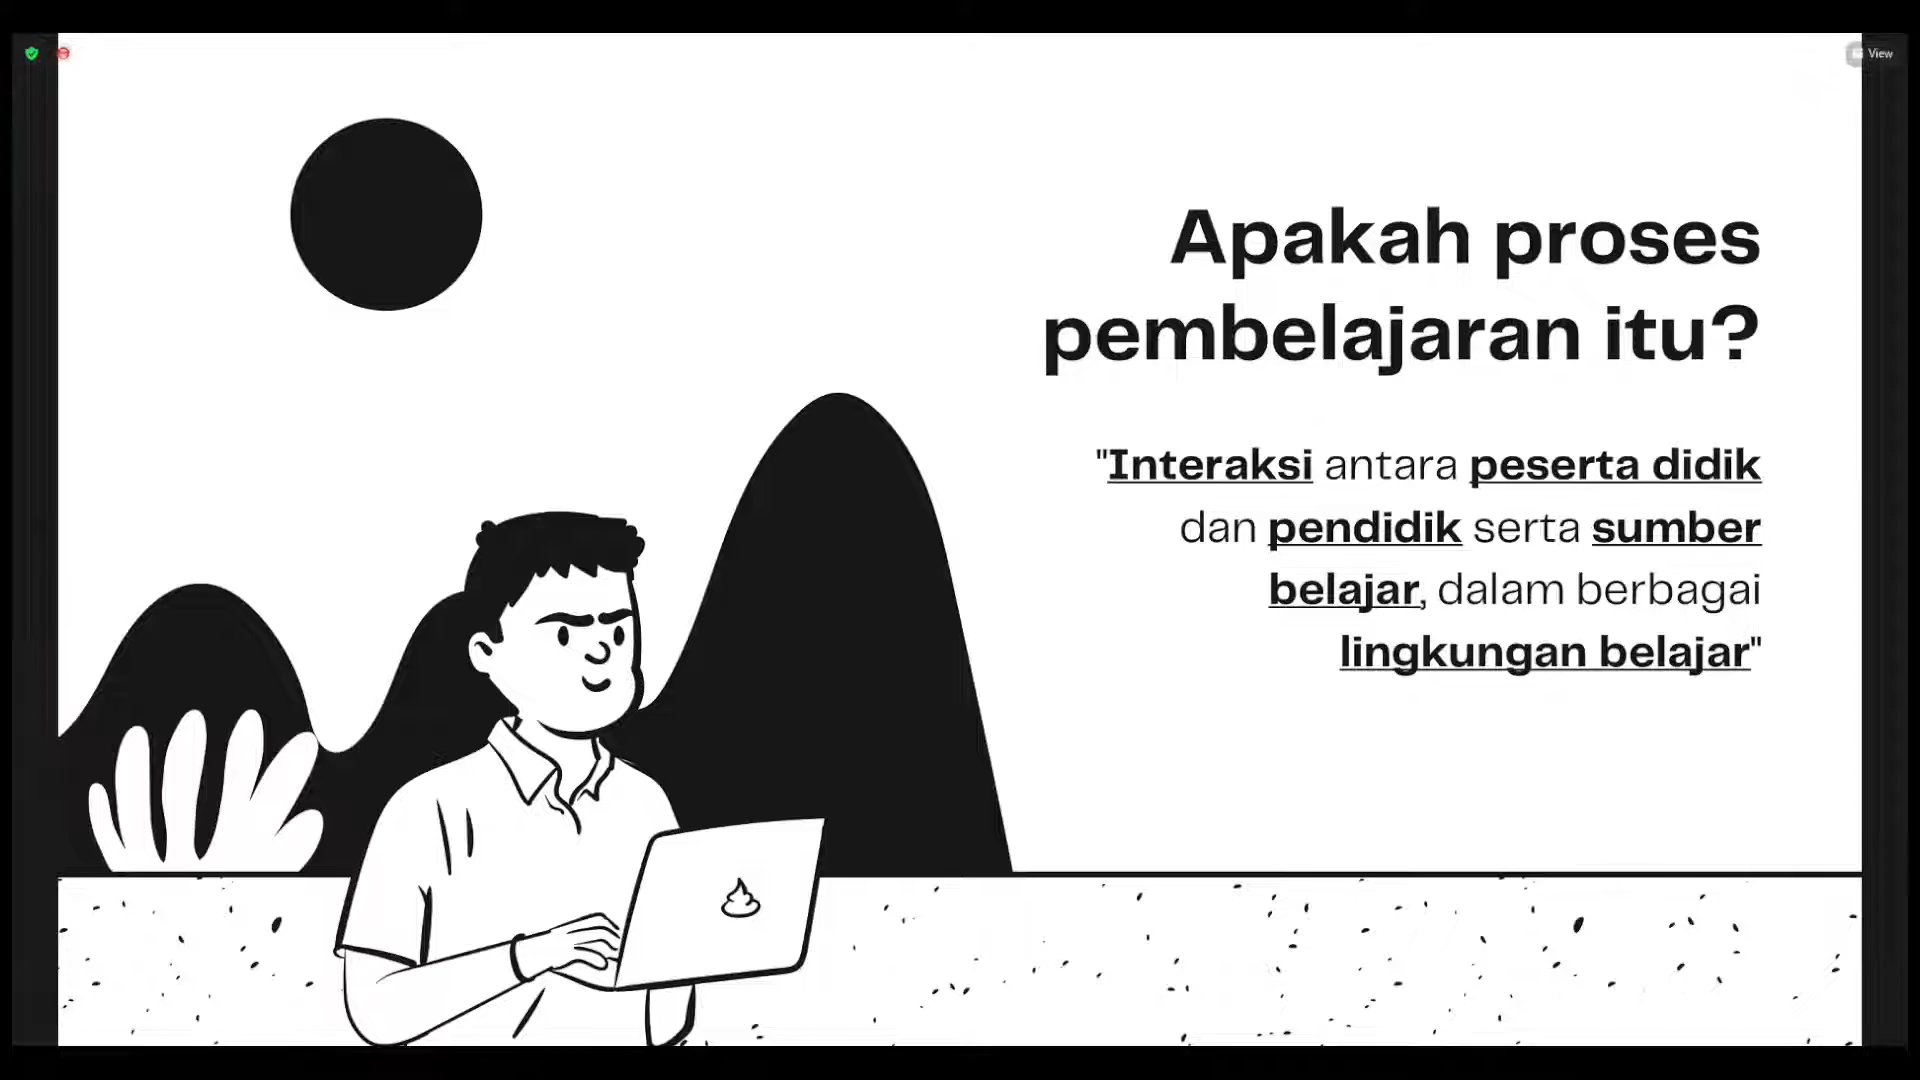 View
Apakah proses
pembelajaran itu?
"Interaksi antara peserta didik
dan pendidik serta sumber
belajar, dalam berbagai
lingkungan belajar"